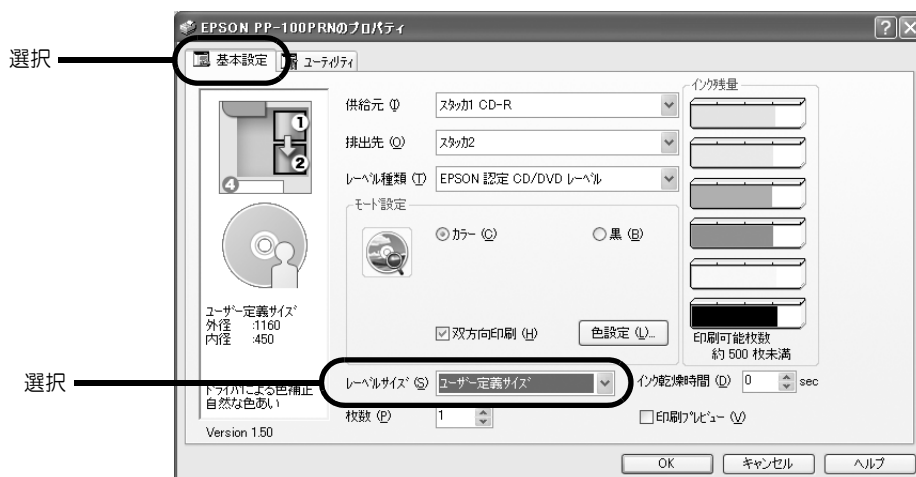 EPSON PP-100PRNのプロパティ
選択
基本設定
ユーティリティ
供給元 (I)
スタッカ1 CD-R
インク残量
1
2
4
排出先 (O)
スタッカ2
レーベル種類 (T)
EPSON 認定 CD/DVD レーベル
モード設定
カラー (C)
黒 (B)
ユーザー定義サイズ
外径 :1160
内径 :450
双方向印刷 (H)
色設定 (L)...
印刷可能枚数
約 500 枚未満
選択
レーベルサイズ (S)
ユーザー定義サイズ
インク乾燥時間 (D)
0
sec
ドライバによる色補正
自然な色あい
枚数 (P)
1
印刷プレビュー (V)
Version 1.50
OK
キャンセル
ヘルプ